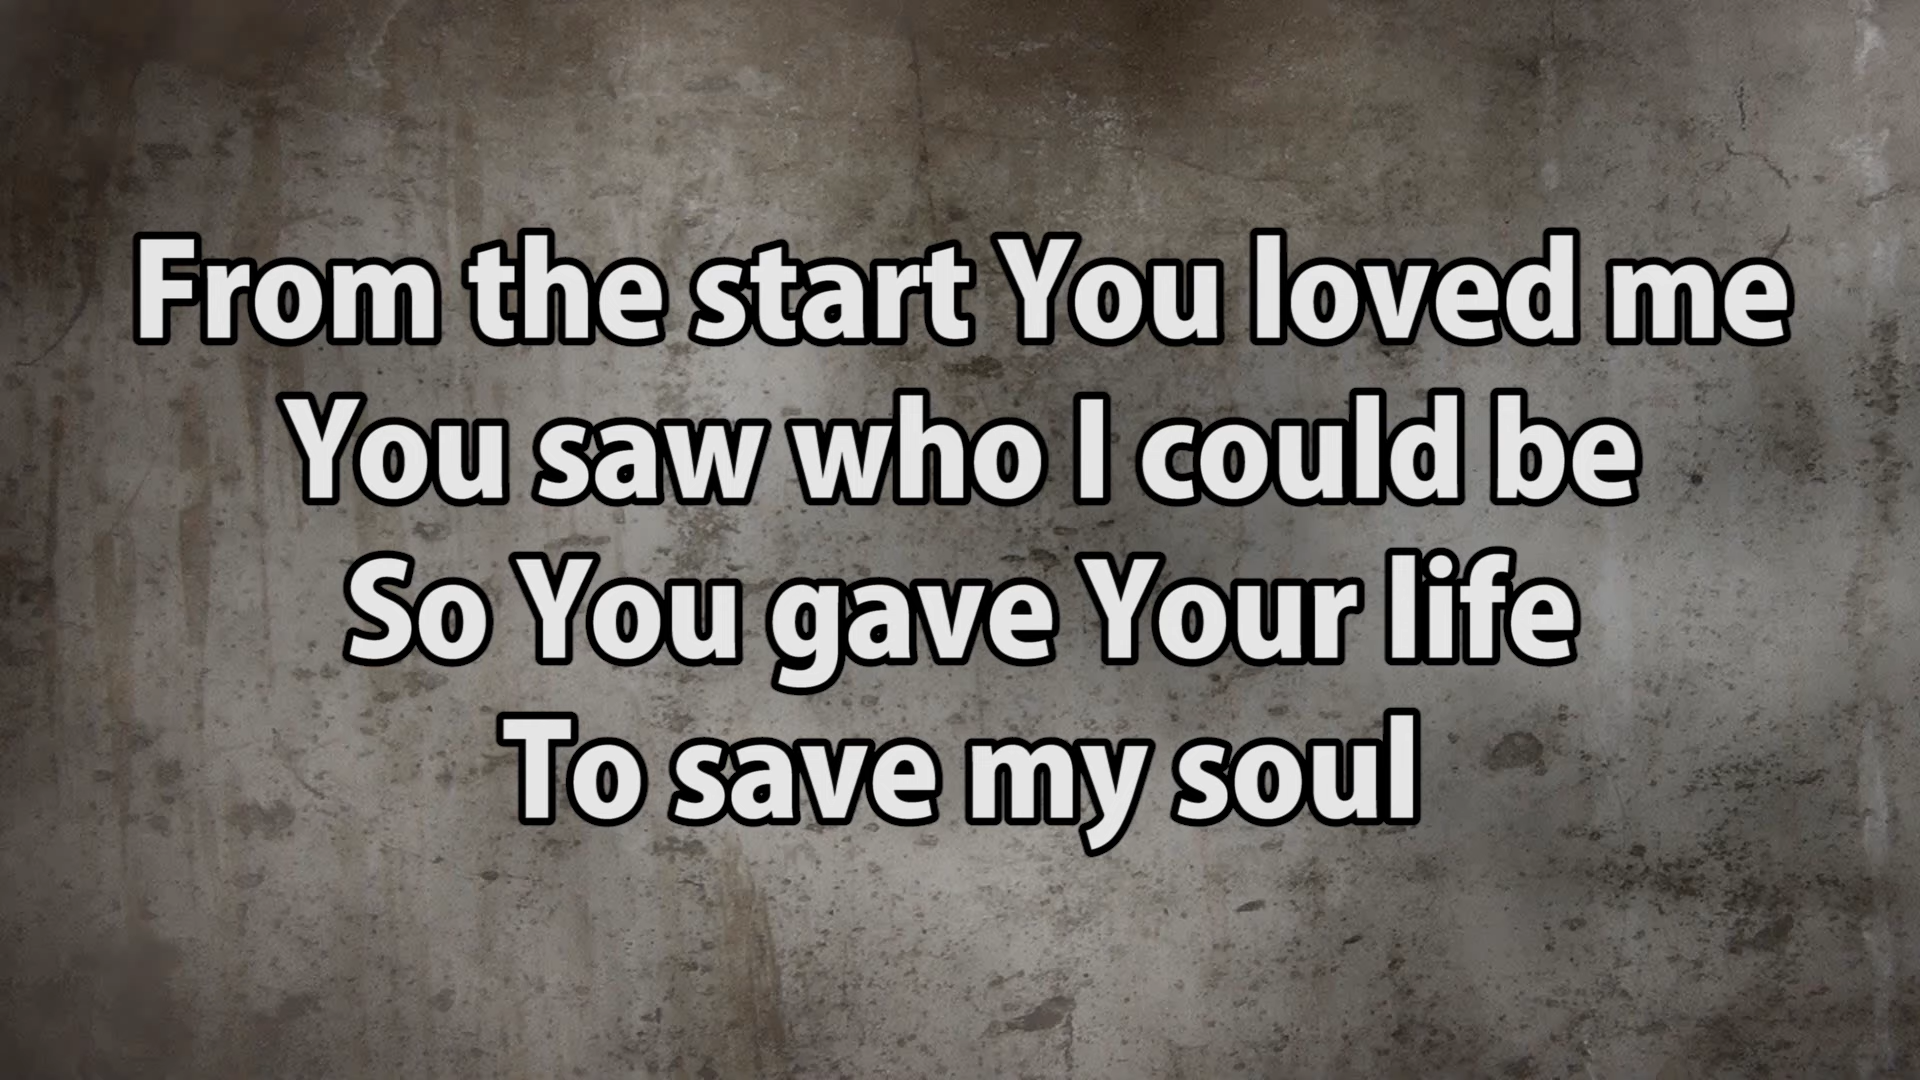 From the start You loved me
You saw who I could be
So You gave Your life
To save my soul